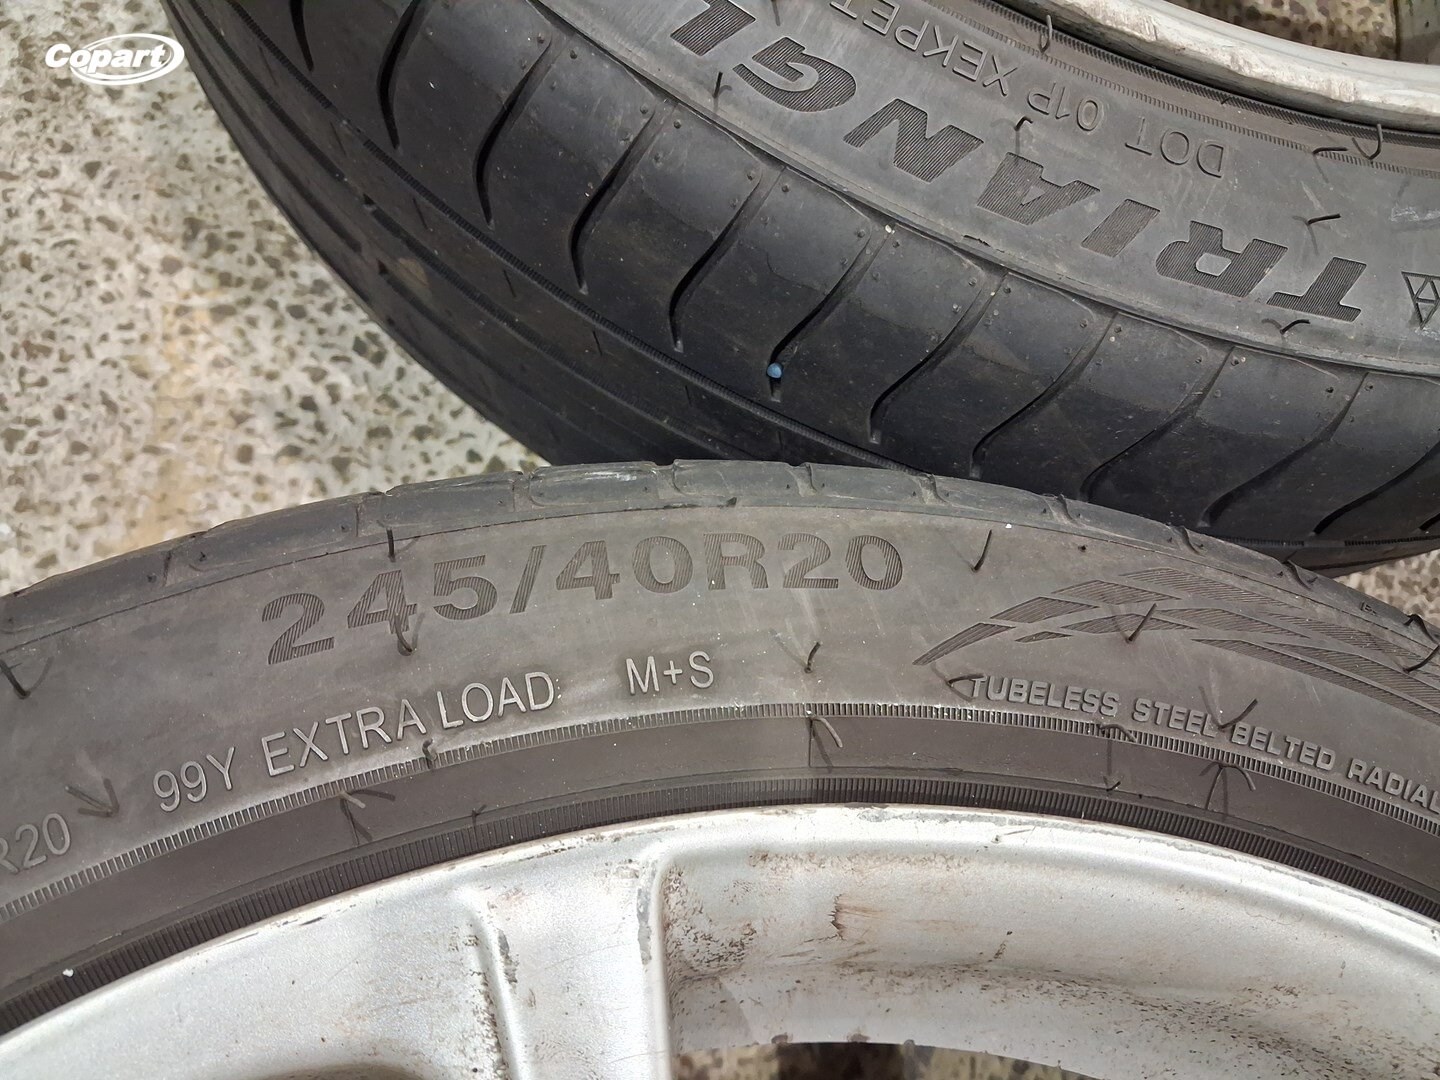 Copart
TRIANGL
DOT 01P XEKPET
245/40R20
99Y EXTRA LOAD M+S
TUBELESS STEEL BELTED RADIAL
R20